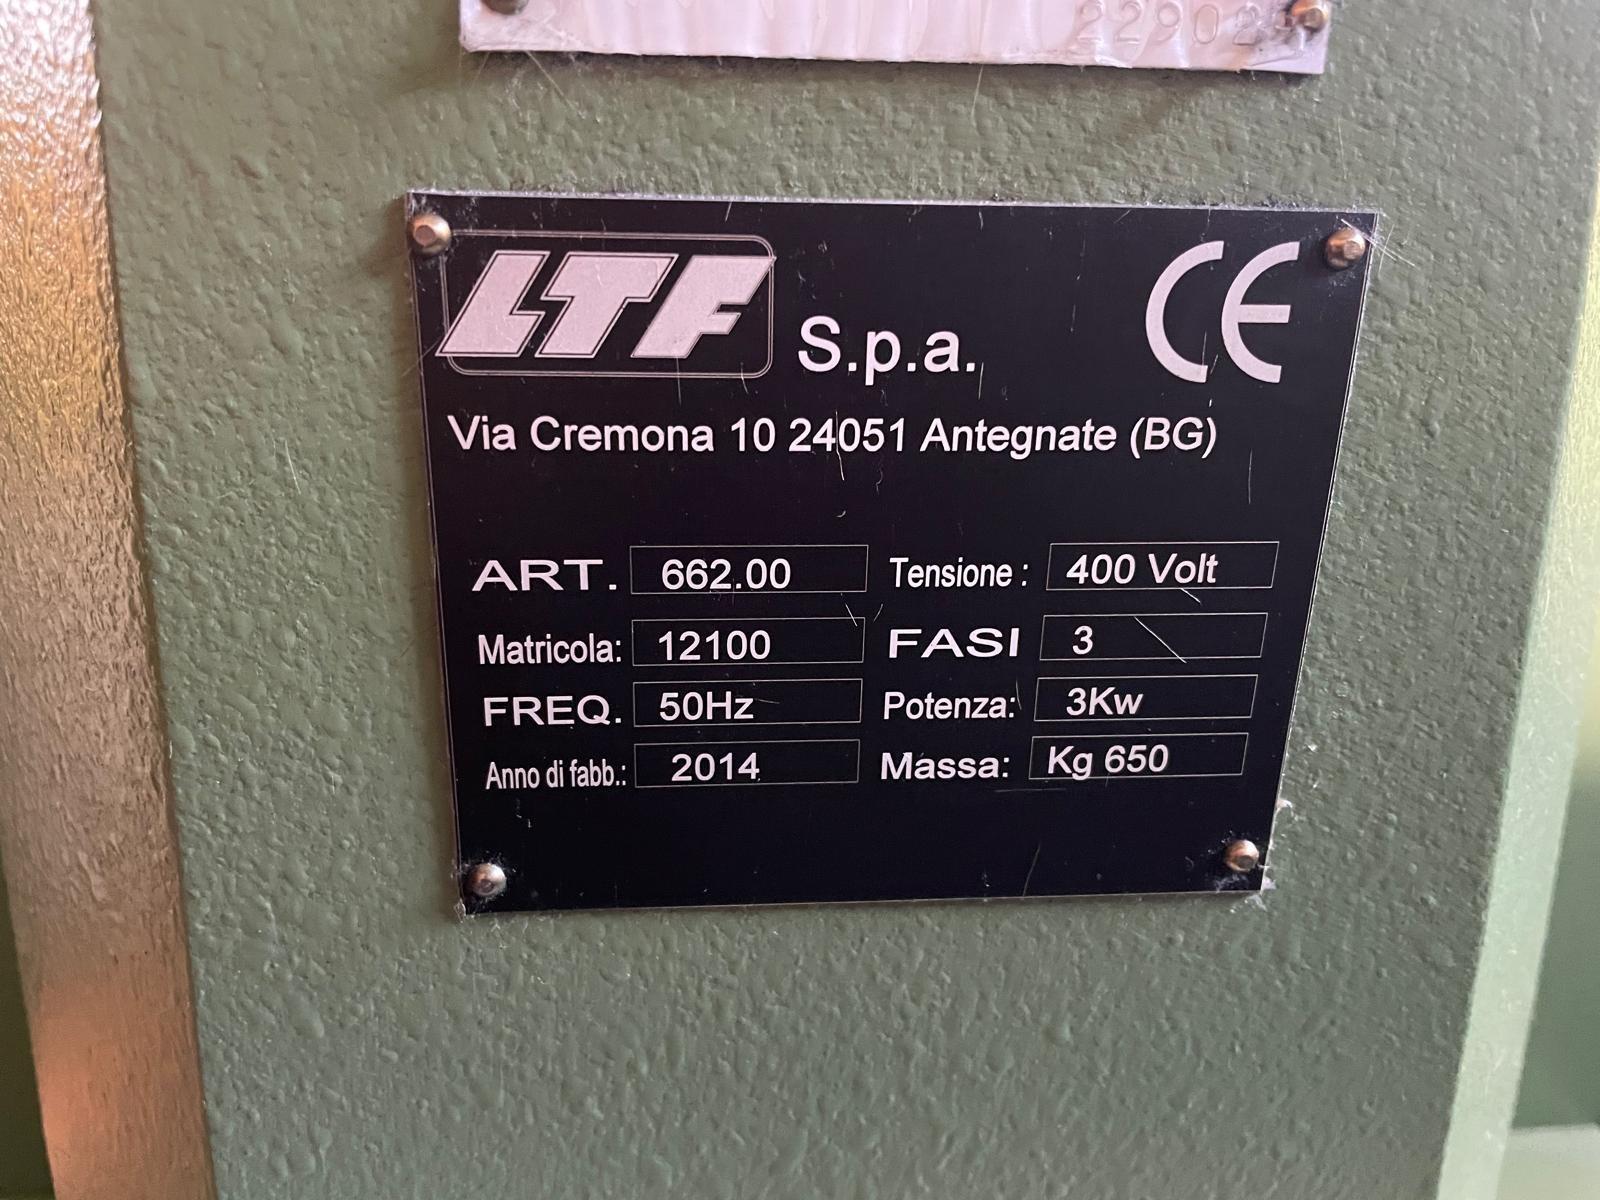 LTF S.p.a. CE
Via Cremona 10 24051 Antegnate (BG)
ART. 662.00 Tensione : 400 Volt
Matricola: 12100 FASI 3
FREQ. 50Hz Potenza: 3Kw
Anno di fabb.: 2014 Massa: Kg 650